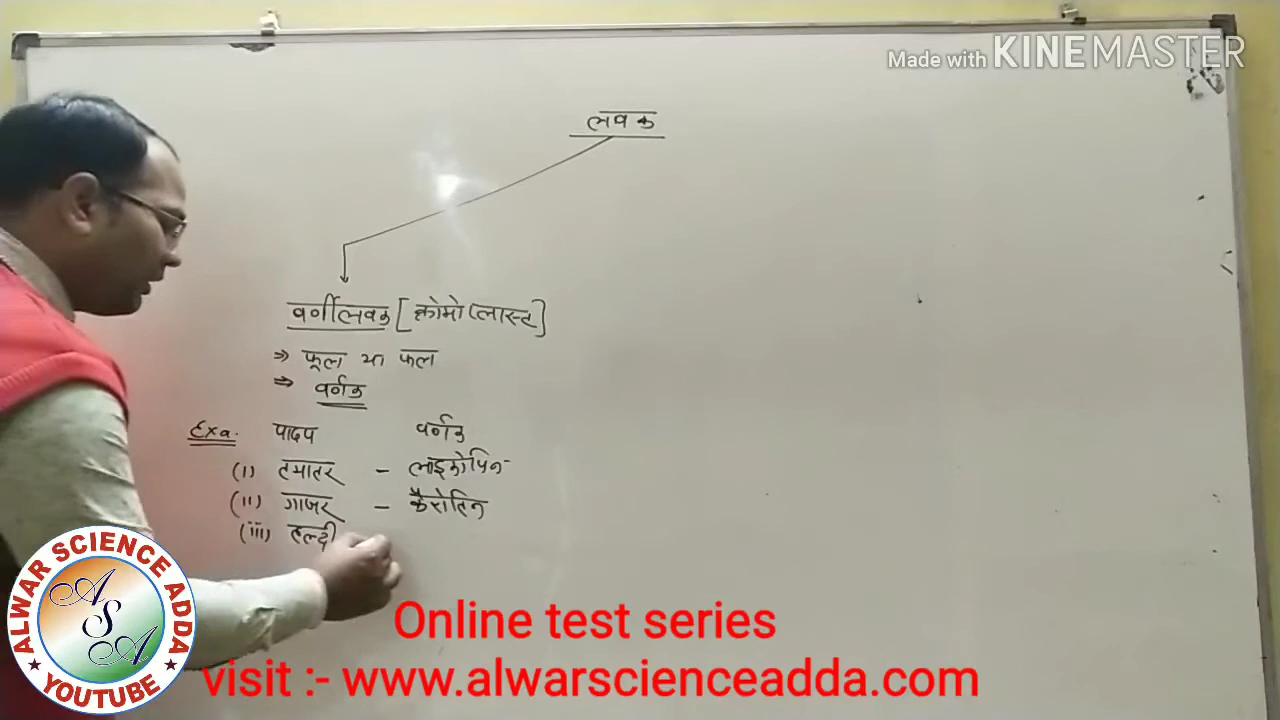 Made with KINEMASTER
लवक
वर्णीलवक [क्रोमोप्लास्ट]
⇒ फूल या फल
⇒ वर्णक
Exa. पादप वर्णक
(i) टमाटर - लाइकोपिन
(ii) गाजर - कैरोटिन
(iii) हल्दी
ALWAR SCIENCE ADDA
ASA
YOUTUBE
Online test series
visit :- www.alwarscienceadda.com